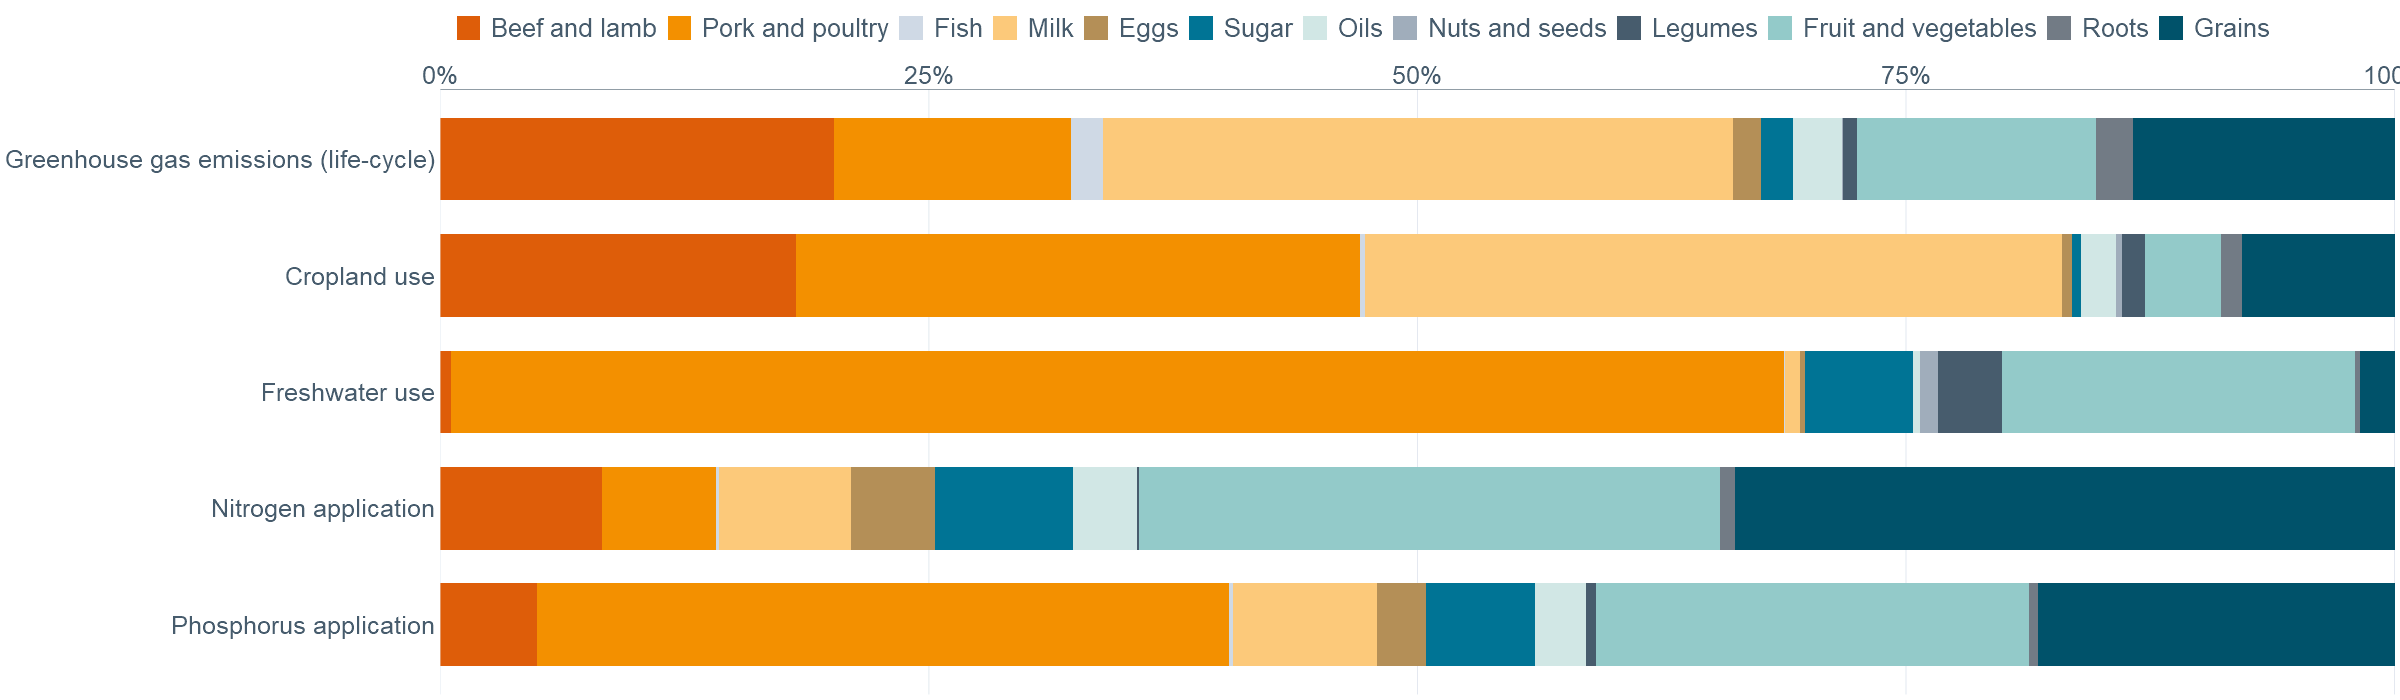 Beef and lamb Pork and poultry Fish Milk Eggs Sugar Oils Nuts and seeds Legumes Fruit and vegetables Roots Grains
0% 25% 50% 75% 100
Greenhouse gas emissions (life-cycle)
Cropland use
Freshwater use
Nitrogen application
Phosphorus application